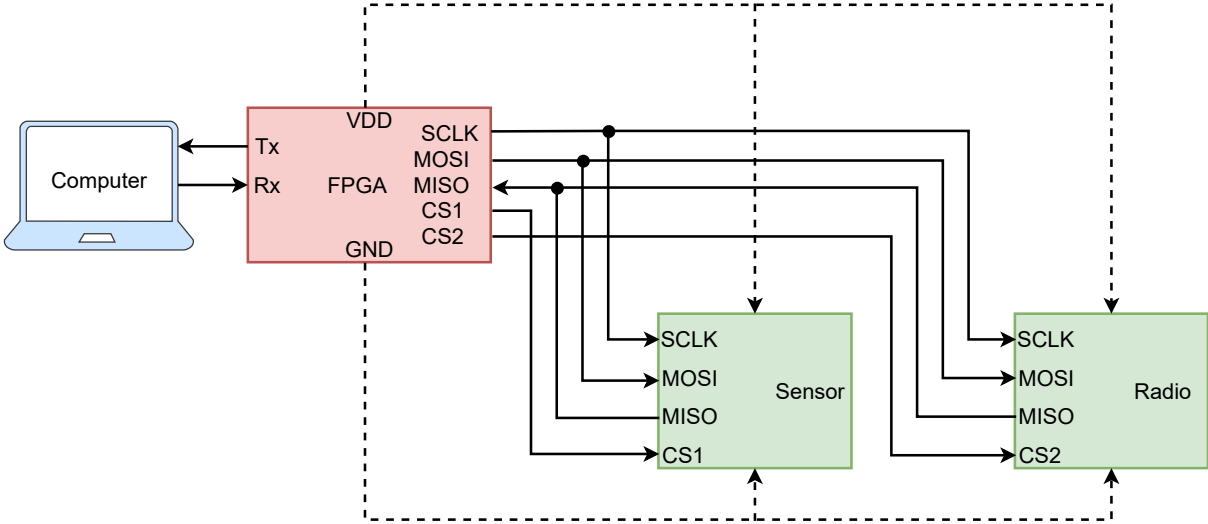 Computer
VDD
Tx
Rx
FPGA
GND
SCLK
MOSI
MISO
CS1
CS2
SCLK
MOSI
MISO
CS1
Sensor
SCLK
MOSI
MISO
CS2
Radio